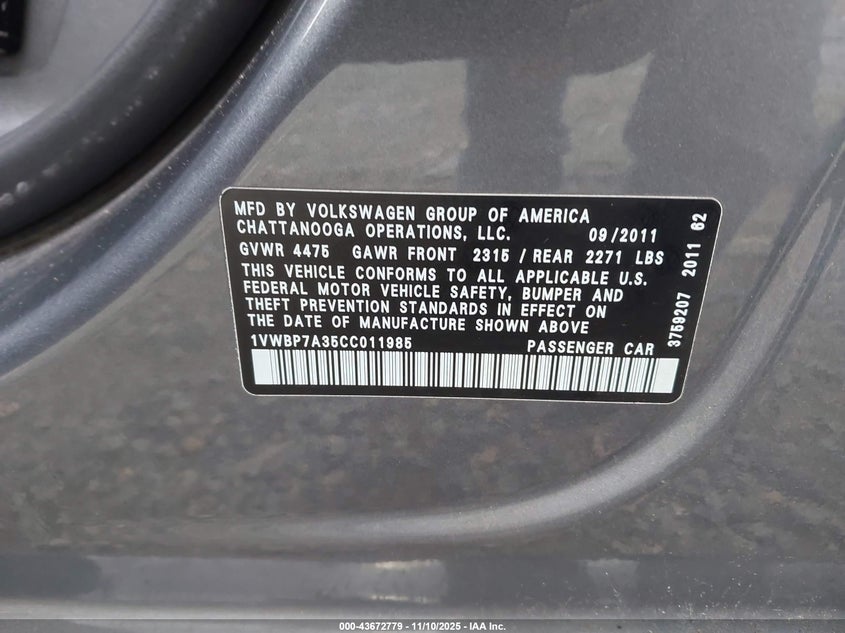 MFD BY VOLKSWAGEN GROUP OF AMERICA
CHATTANOOGA OPERATIONS, LLC. 09/2011
GVWR 4475 GAWR FRONT 2315 / REAR 2271 LBS
THIS VEHICLE CONFORMS TO ALL APPLICABLE U.S.
FEDERAL MOTOR VEHICLE SAFETY, BUMPER AND
THEFT PREVENTION STANDARDS IN EFFECT ON
THE DATE OF MANUFACTURE SHOWN ABOVE
1VWBP7A35CC011985 PASSENGER CAR
3759207 2011 62
000-43672779 - 11/10/2025 - IAA Inc.